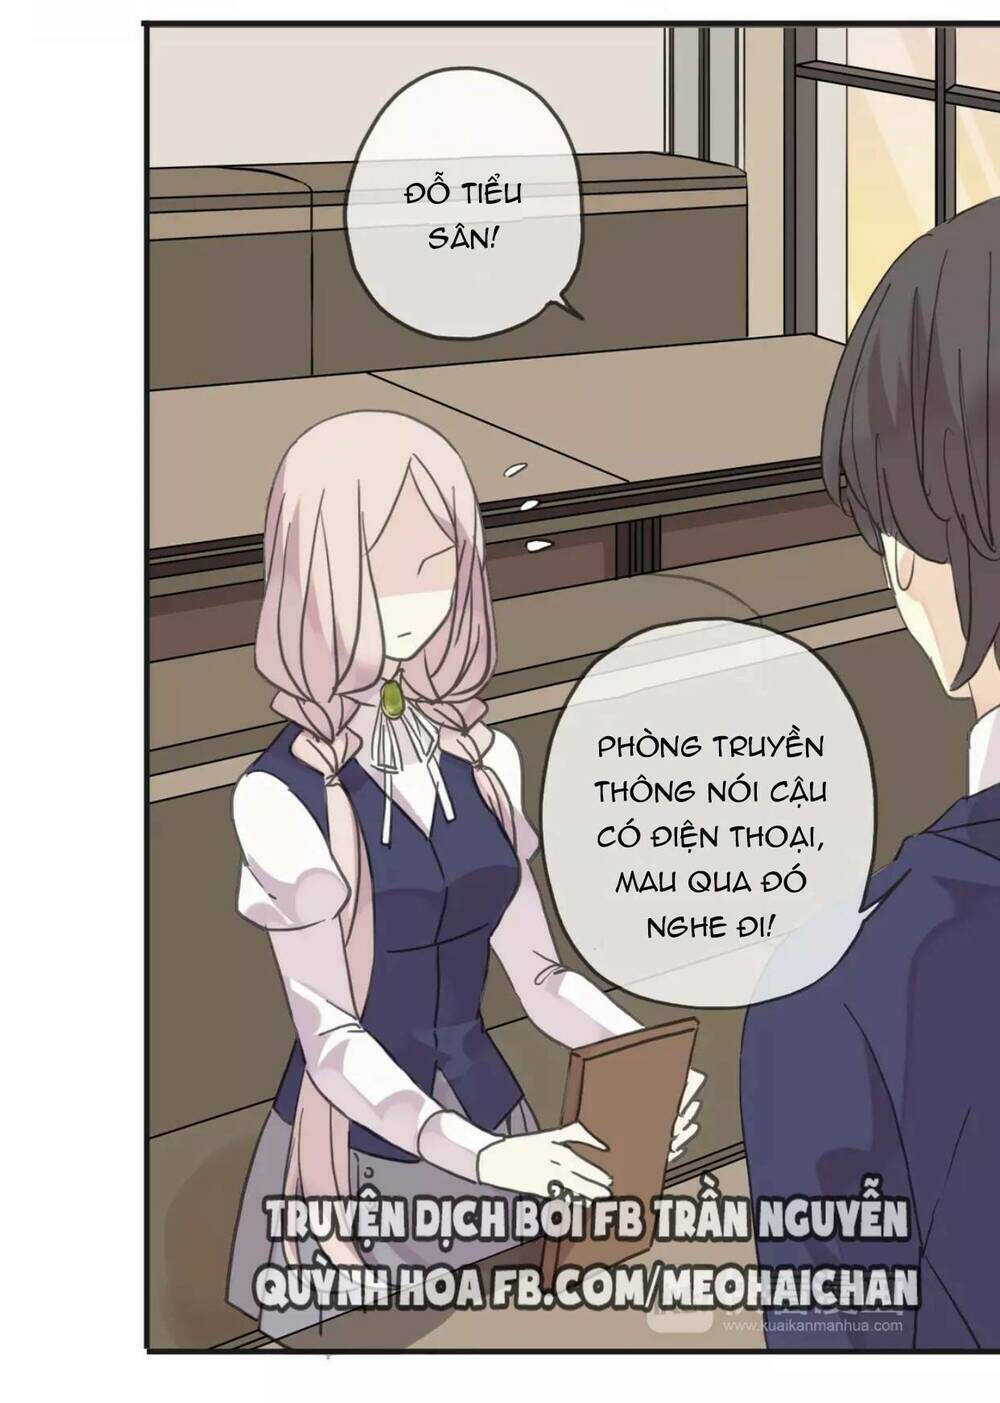 ĐỖ TIỂU
SÂN!
PHÒNG TRUYỀN
THÔNG NÓI CẬU
CÓ ĐIỆN THOẠI,
MAU QUA ĐÓ
NGHE ĐI!
TRUYỆN DỊCH BỞI FB TRẦN NGUYỄN
QUỲNH HOA FB.COM/MEOHAICHAN
www.kuaikanmanhua.com